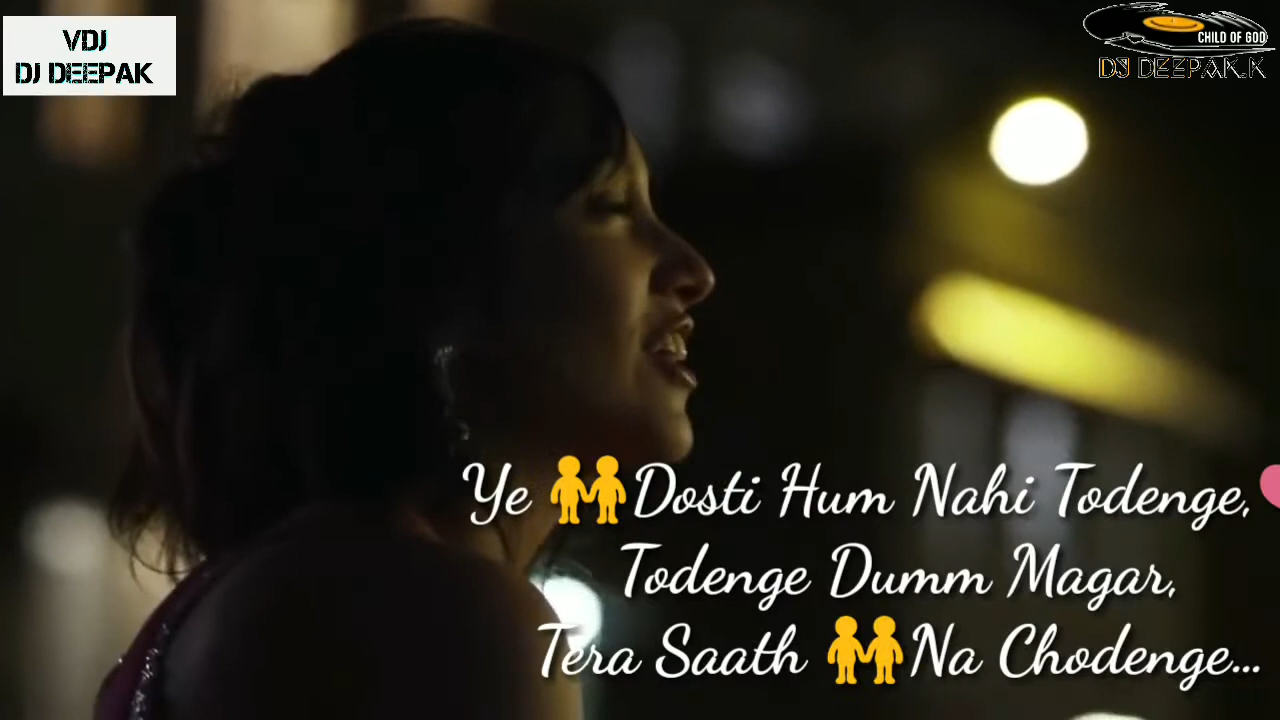 VDJ
DJ DEEPAK
CHILD OF GOD
DJ DEEPAK.K
Ye 👬Dosti Hum Nahi Todenge,
Todenge Dumm Magar,
Tera Saath 👬Na Chodenge...